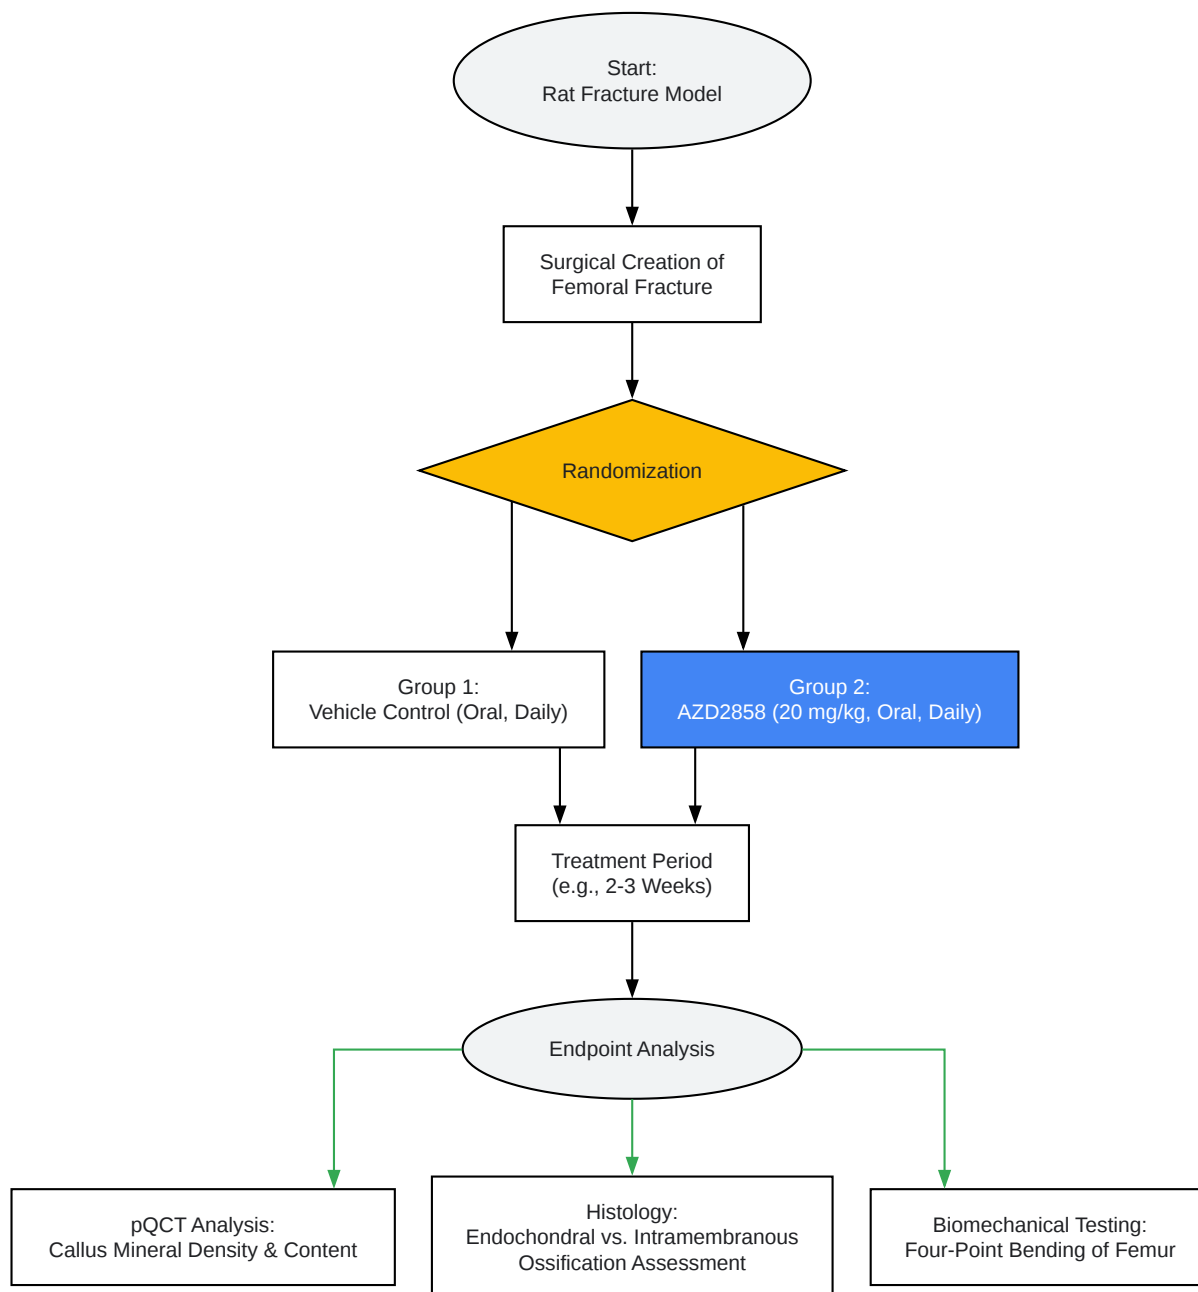 Start:
Rat Fracture Model
Surgical Creation of
Femoral Fracture
Randomization
Group 1:
Vehicle Control (Oral, Daily)
Group 2:
AZD2858 (20 mg/kg, Oral, Daily)
Treatment Period
(e.g., 2-3 Weeks)
Endpoint Analysis
pQCT Analysis:
Callus Mineral Density & Content
Histology:
Endochondral vs. Intramembranous
Ossification Assessment
Biomechanical Testing:
Four-Point Bending of Femur